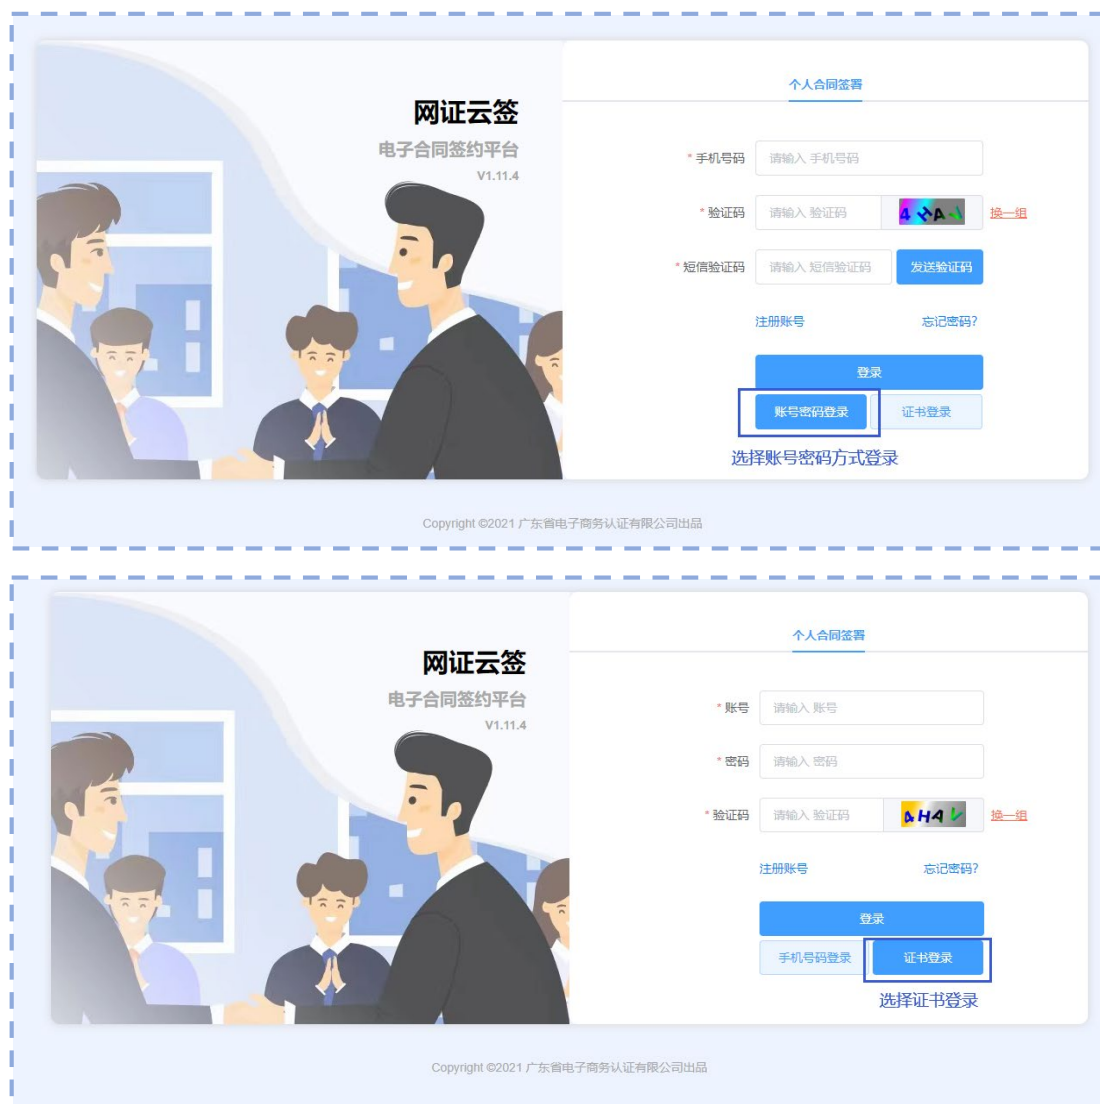 网证云签
电子合同签约平台
V1.11.4
个人合同签署
* 手机号码 请输入 手机号码
* 验证码 请输入 验证码 4HAV 换一组
* 短信验证码 请输入 短信验证码 发送验证码
注册账号 忘记密码?
登录
账号密码登录 证书登录
选择账号密码方式登录
Copyright ©2021 广东省电子商务认证有限公司出品
网证云签
电子合同签约平台
V1.11.4
个人合同签署
* 账号 请输入 账号
* 密码 请输入 密码
* 验证码 请输入 验证码 4HAV 换一组
注册账号 忘记密码?
登录
手机号码登录 证书登录
选择证书登录
Copyright ©2021 广东省电子商务认证有限公司出品